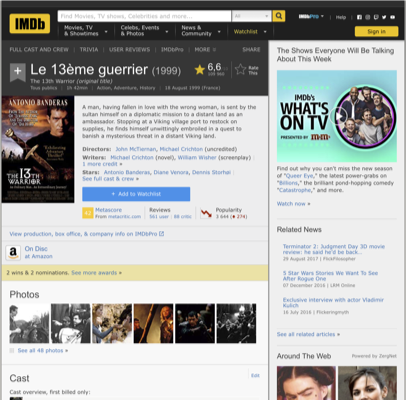 IMDb
Find Movies, TV shows, Celebrities and more...
All
IMDbPro
Help
Movies, TV
& Showtimes
Celebs, Events
& Photos
News &
Community
Watchlist
Sign in
FULL CAST AND CREW | TRIVIA | USER REVIEWS | IMDbPro | MORE
SHARE
Le 13ème guerrier (1999)
The 13th Warrior (original title)
Tous publics | 1h 42min | Action, Adventure, History | 18 August 1999 (France)
6,6
Rate
This
ANTONIO BANDERAS
THE
13TH
WARRIOR
A man, having fallen in love with the wrong woman, is sent by the
sultan himself on a diplomatic mission to a distant land as an
ambassador. Stopping at a Viking village port to restock on
supplies, he finds himself unwittingly embroiled in a quest to
banish a mysterious threat in a distant Viking land.
Directors: John McTiernan, Michael Crichton (uncredited)
Writers: Michael Crichton (novel), William Wisher (screenplay) |
1 more credit »
Stars: Antonio Banderas, Diane Venora, Dennis Storhøi |
See full cast & crew »
+ Add to Watchlist
Metascore
From metacritic.com
Reviews
561 user | 88 critic
Popularity
3 644 (♦ 274)
View production, box office, & company info on IMDbPro
On Disc
at Amazon
2 wins & 2 nominations. See more awards »
Photos
See all 48 photos »
Cast
Edit
Cast overview, first billed only:
The Shows Everyone Will Be Talking
About This Week
IMDb's
WHAT'S
ON TV
PRESENTED BY m&m's
Find out why you can't miss the new season
of "Queer Eye," the latest power-grabs on
"Billions," the brilliant pond-hopping comedy
"Catastrophe," and more.
Watch now »
Related News
Terminator 2: Judgment Day 3D movie
review: he said he'd be back…
29 August 2017 | FlickFilosopher
5 Star Wars Stories We Want To See
After Rogue One
07 December 2016 | LRM Online
Exclusive interview with actor Vladimir
Kulich
16 July 2016 | Flickeringmyth
See all related articles »
Around The Web
Powered by ZergNet